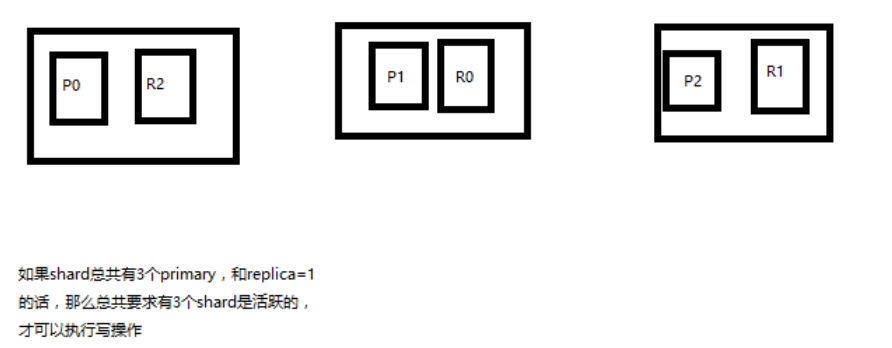 P0
R2
P1
R0
P2
R1
如果shard总共有3个primary，和replica=1
的话，那么总共要求有3个shard是活跃的，
才可以执行写操作